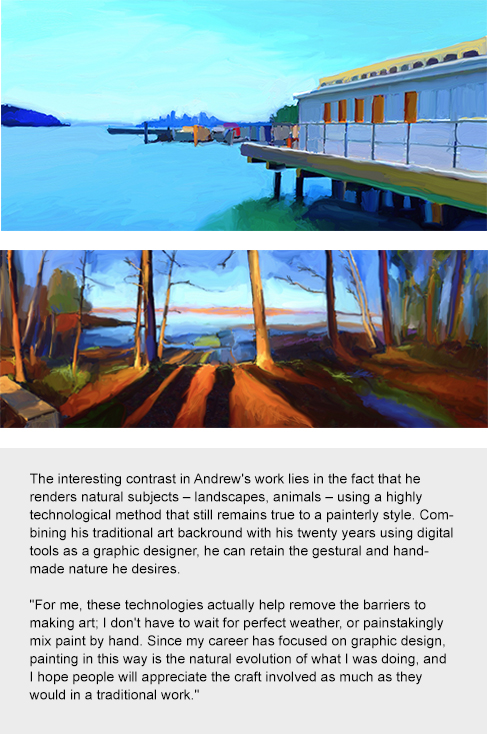 The interesting contrast in Andrew's work lies in the fact that he
renders natural subjects – landscapes, animals – using a highly
technological method that still remains true to a painterly style. Com-
bining his traditional art backround with his twenty years using digital
tools as a graphic designer, he can retain the gestural and hand-
made nature he desires.
"For me, these technologies actually help remove the barriers to
making art; I don't have to wait for perfect weather, or painstakingly
mix paint by hand. Since my career has focused on graphic design,
painting in this way is the natural evolution of what I was doing, and
I hope people will appreciate the craft involved as much as they
would in a traditional work."